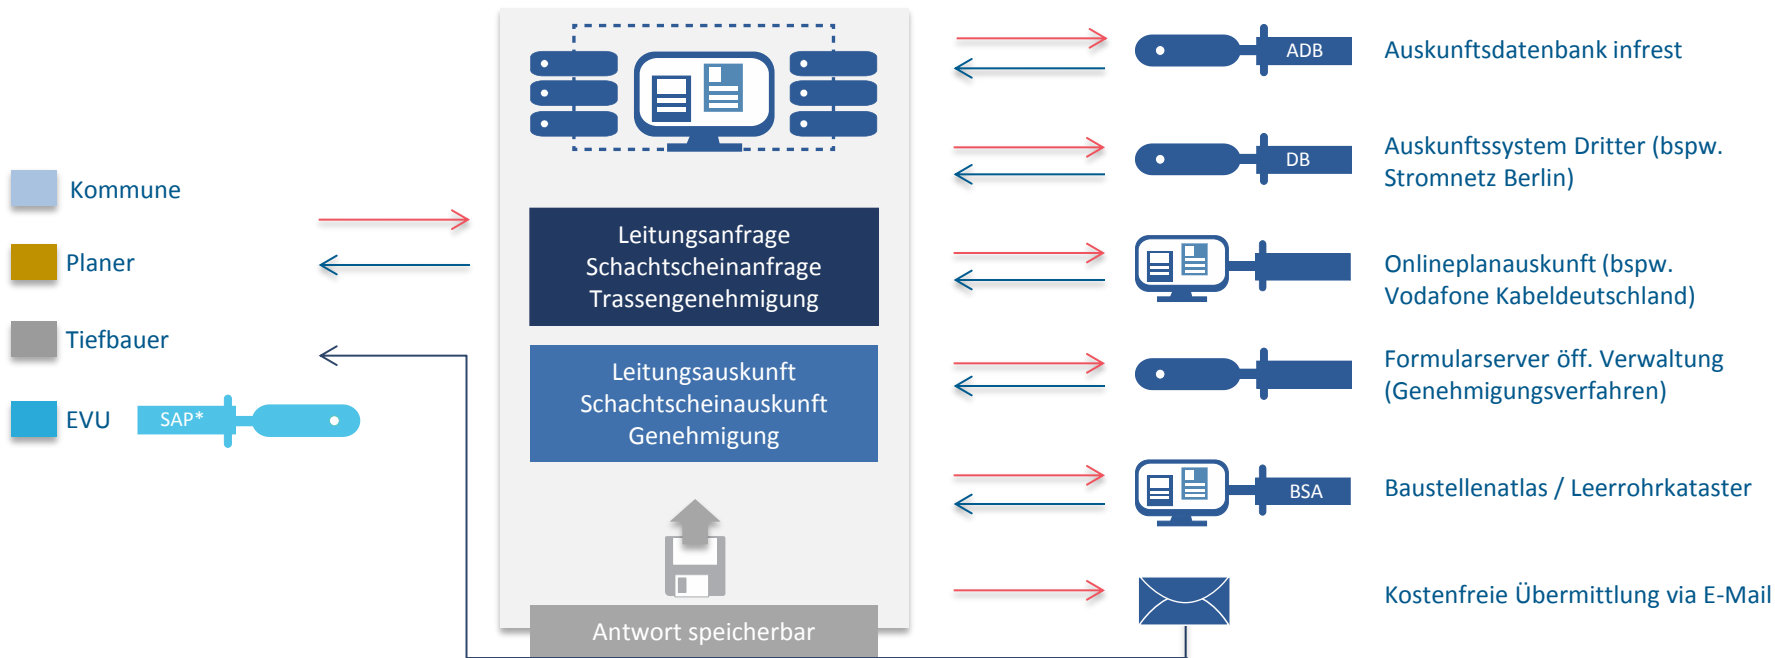 Kommune
Planer
Tiefbauer
EVU
SAP*
Leitungsanfrage
Schachtscheinanfrage
Trassengenehmigung
Leitungsauskunft
Schachtscheinauskunft
Genehmigung
Antwort speicherbar
ADB
Auskunftsdatenbank infrest
DB
Auskunftssystem Dritter (bspw.
Stromnetz Berlin)
Onlineplanauskunft (bspw.
Vodafone Kabeldeutschland)
Formularserver öff. Verwaltung
(Genehmigungsverfahren)
BSA
Baustellenatlas / Leerrohrkataster
Kostenfreie Übermittlung via E-Mail